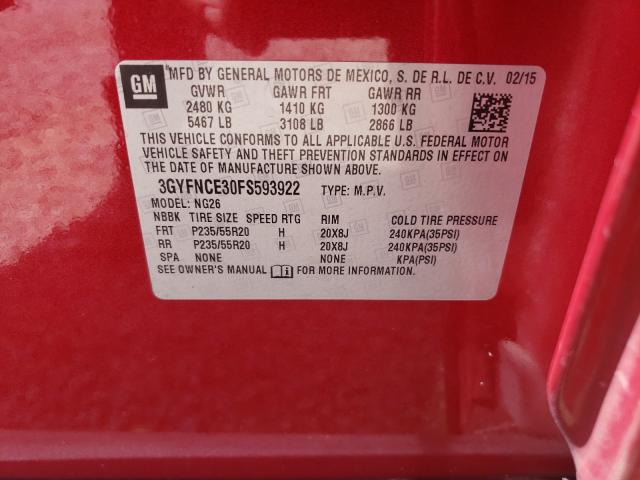 GM
MFD BY GENERAL MOTORS DE MEXICO, S. DE R.L. DE C.V. 02/15
GVWR GAWR FRT GAWR RR
2480 KG 1410 KG 1300 KG
5467 LB 3108 LB 2866 LB
THIS VEHICLE CONFORMS TO ALL APPLICABLE U.S. FEDERAL MOTOR
VEHICLE SAFETY AND THEFT PREVENTION STANDARDS IN EFFECT ON
THE DATE OF MANUFACTURE SHOWN ABOVE.
3GYFNCE30FS593922 TYPE: M.P.V.
MODEL: NG26
NBBK TIRE SIZE SPEED RTG RIM COLD TIRE PRESSURE
FRT P235/55R20 H 20X8J 240KPA(35PSI)
RR P235/55R20 H 20X8J 240KPA(35PSI)
SPA NONE NONE KPA(PSI)
SEE OWNER'S MANUAL i FOR MORE INFORMATION.